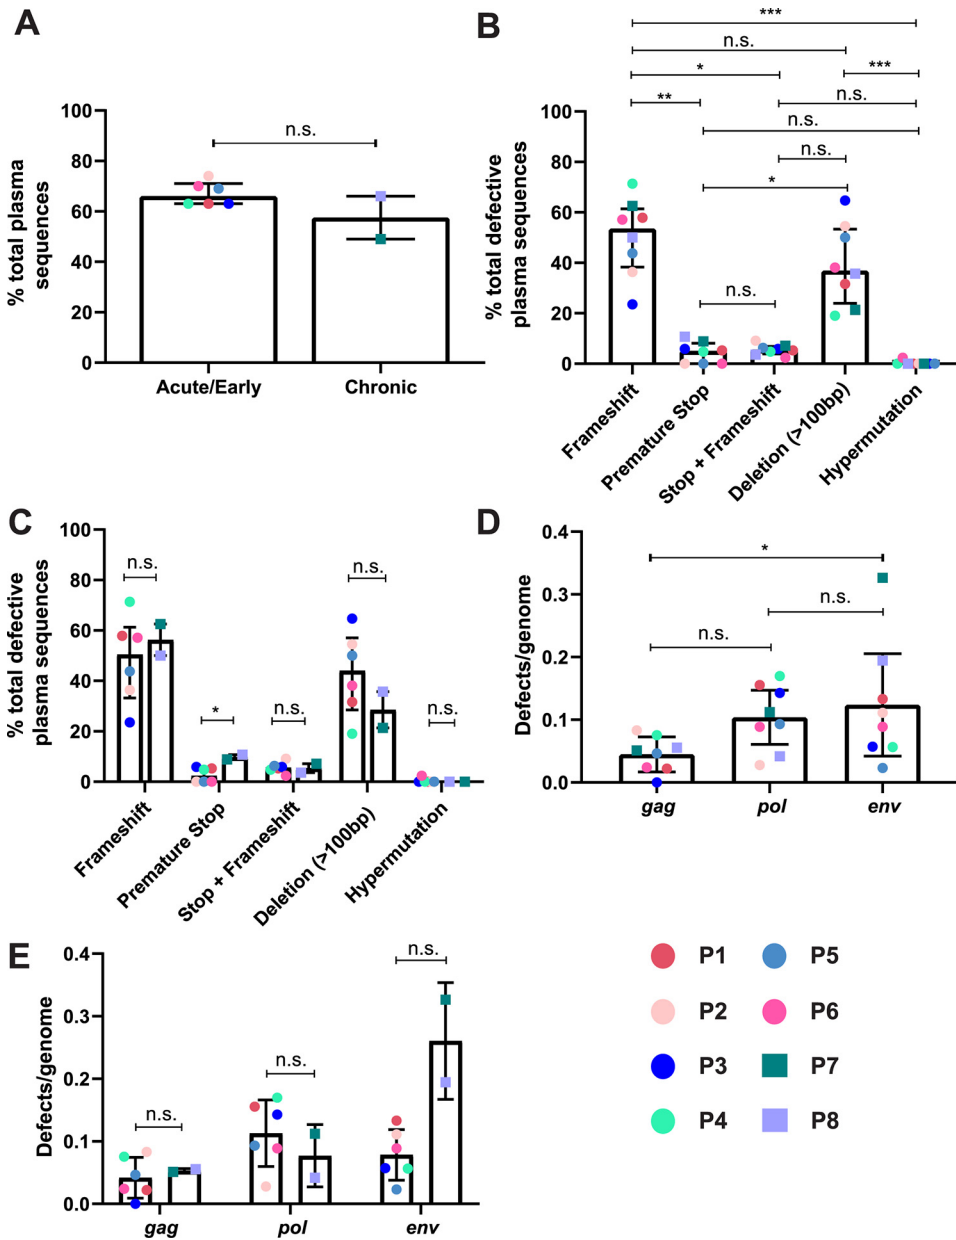 A
% total plasma
sequences
100
80
60
40
20
0
n.s.
Acute/Early
Chronic
B
% total defective
plasma sequences
100
80
60
40
20
0
***
n.s.
*
***
**
n.s.
n.s.
n.s.
*
n.s.
Frameshift
Premature Stop
Stop + Frameshift
Deletion (>100bp)
Hypermutation
C
% total defective
plasma sequences
100
80
60
40
20
0
n.s.
*
n.s.
n.s.
n.s.
Frameshift
Premature Stop
Stop + Frameshift
Deletion (>100bp)
Hypermutation
D
Defects/genome
0.4
0.3
0.2
0.1
0.0
*
n.s.
n.s.
gag
pol
env
E
Defects/genome
0.4
0.3
0.2
0.1
0.0
n.s.
n.s.
n.s.
gag
pol
env
P1
P2
P3
P4
P5
P6
P7
P8